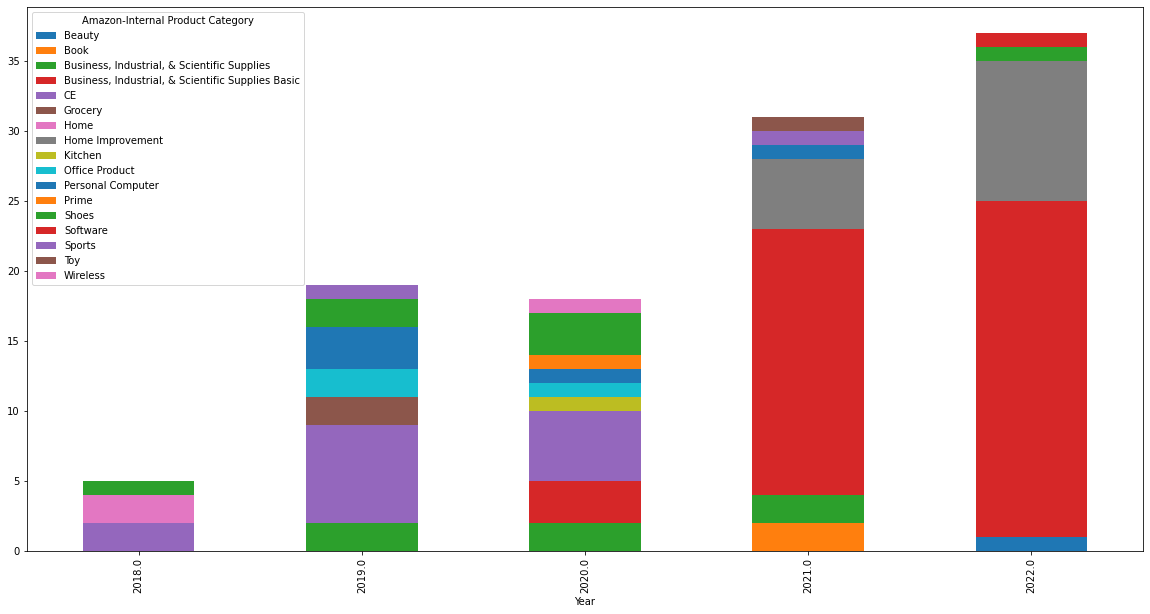 Amazon-Internal Product Category
Beauty
Book
Business, Industrial, & Scientific Supplies
Business, Industrial, & Scientific Supplies Basic
CE
Grocery
Home
Home Improvement
Kitchen
Office Product
Personal Computer
Prime
Shoes
Software
Sports
Toy
Wireless
35
30
25
20
15
10
5
0
2018.0
2019.0
2020.0
2021.0
2022.0
Year